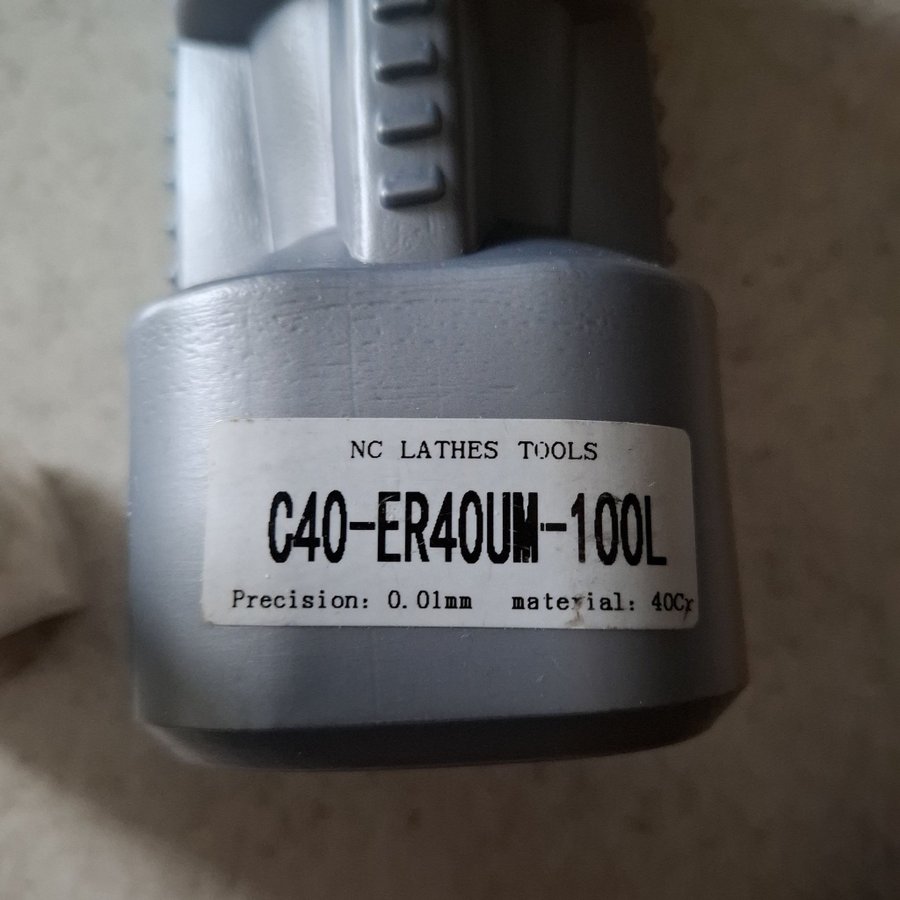 NC LATHES TOOLS
C40-ER40UM-100L
Precision: 0.01mm material: 40Cr